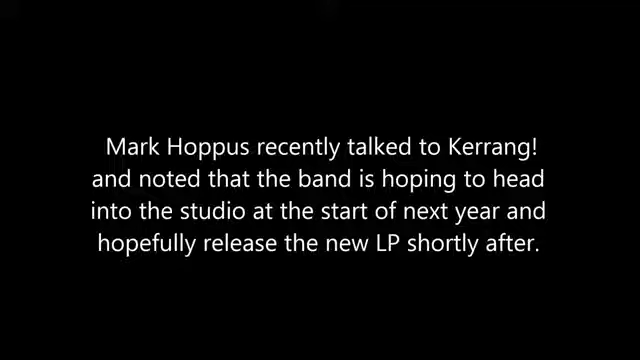 Mark Hoppus recently talked to Kerrang!
and noted that the band is hoping to head
into the studio at the start of next year and
hopefully release the new LP shortly after.